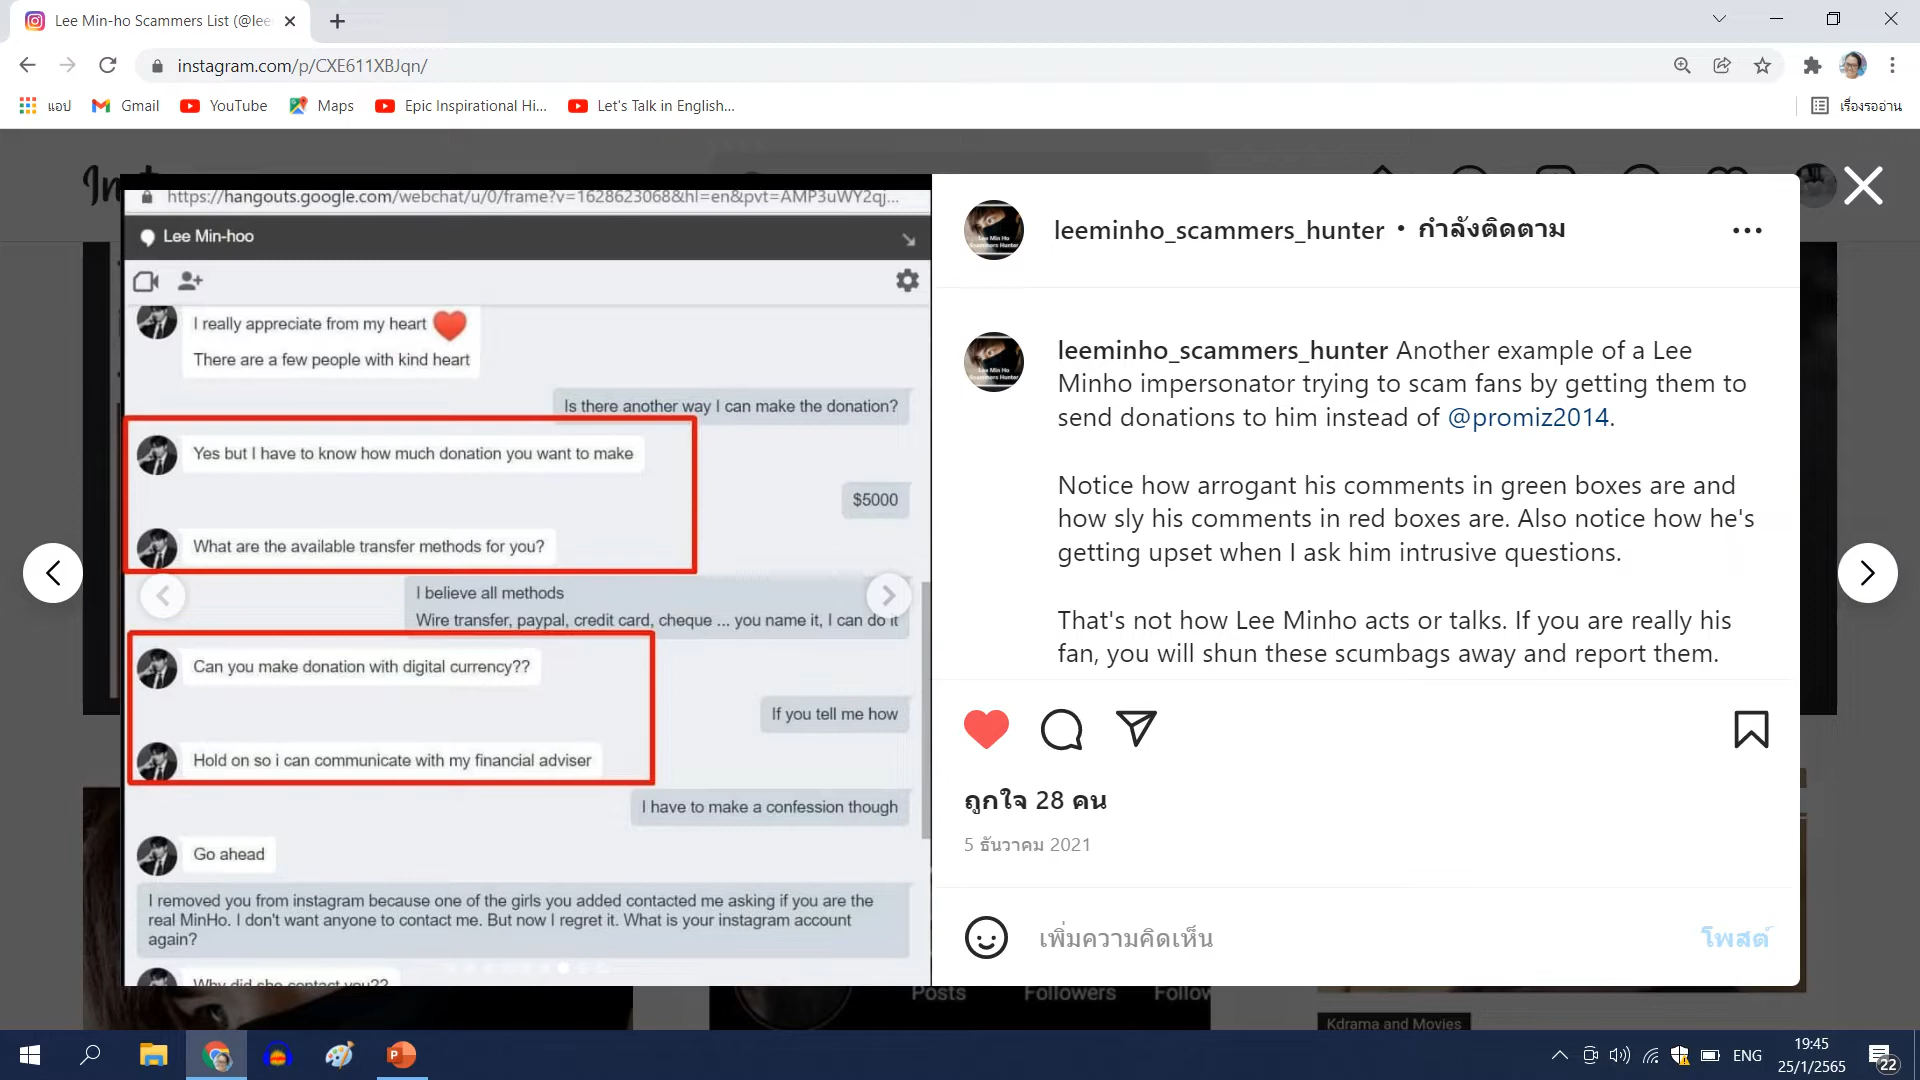 Lee Min-ho Scammers List (@lee
instagram.com/p/CXE611XBJqn/
แอป
Gmail
YouTube
Maps
Epic Inspirational Hi...
Let's Talk in English...
เรื่องรออ่าน
https://hangouts.google.com/webchat/u/0/frame?v=1628623068&hl=en&pvt=AMP3uWY2qj...
Lee Min-hoo
I really appreciate from my heart
There are a few people with kind heart
Is there another way I can make the donation?
Yes but I have to know how much donation you want to make
$5000
What are the available transfer methods for you?
I believe all methods
Wire transfer, paypal, credit card, cheque ... you name it, I can do it
Can you make donation with digital currency??
If you tell me how
Hold on so i can communicate with my financial adviser
I have to make a confession though
Go ahead
I removed you from instagram because one of the girls you added contacted me asking if you are the
real MinHo. I don't want anyone to contact me. But now I regret it. What is your instagram account
again?
Why did she contact you??
leeminho_scammers_hunter • กำลังติดตาม
leeminho_scammers_hunter Another example of a Lee
Minho impersonator trying to scam fans by getting them to
send donations to him instead of @promiz2014.
Notice how arrogant his comments in green boxes are and
how sly his comments in red boxes are. Also notice how he's
getting upset when I ask him intrusive questions.
That's not how Lee Minho acts or talks. If you are really his
fan, you will shun these scumbags away and report them.
ถูกใจ 28 คน
5 ธันวาคม 2021
เพิ่มความคิดเห็น
โพสต์
Posts
Followers
Kdrama and Movies
ENG
19:45
25/1/2565
22